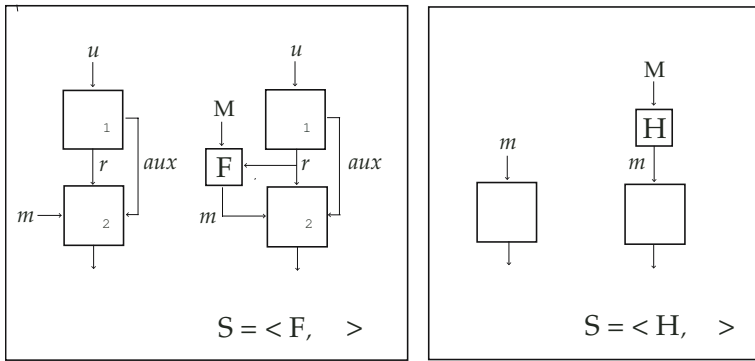 u u
1 1
M
r aux F r aux
m 2 m 2
S = < F, >
M
m H
m
S = < H, >